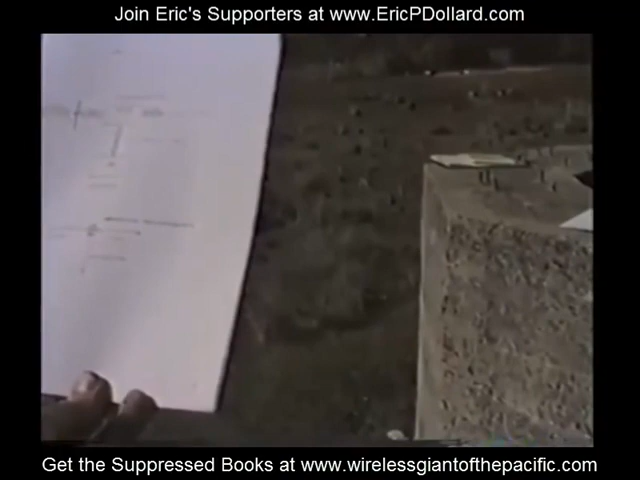 Join Eric's Supporters at www.EricPDollard.com
Get the Suppressed Books at www.wirelessgiantofthepacific.com